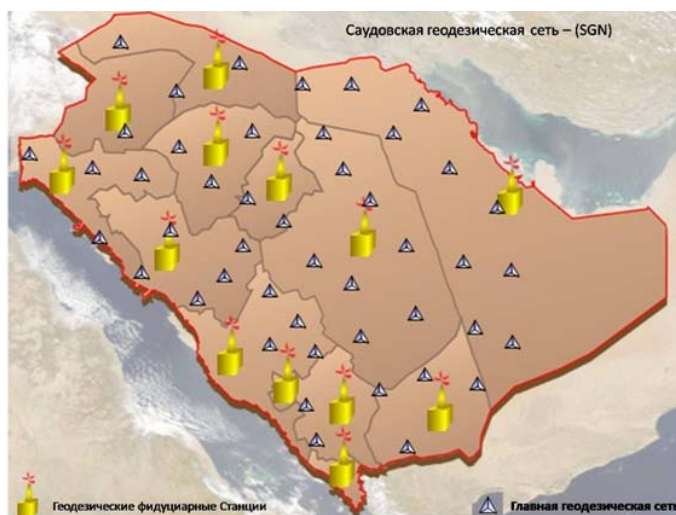 Саудовская геодезическая сеть – (SGN)
Геодезические фидуциарные Станции
Главная геодезическая сеть